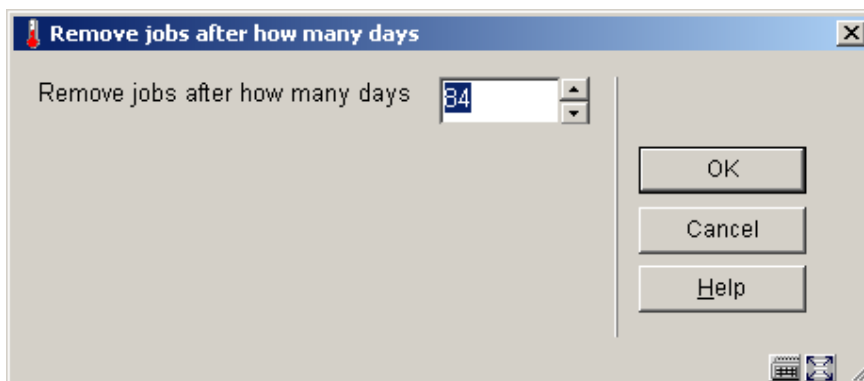 Remove jobs after how many days
Remove jobs after how many days 84
OK
Cancel
Help